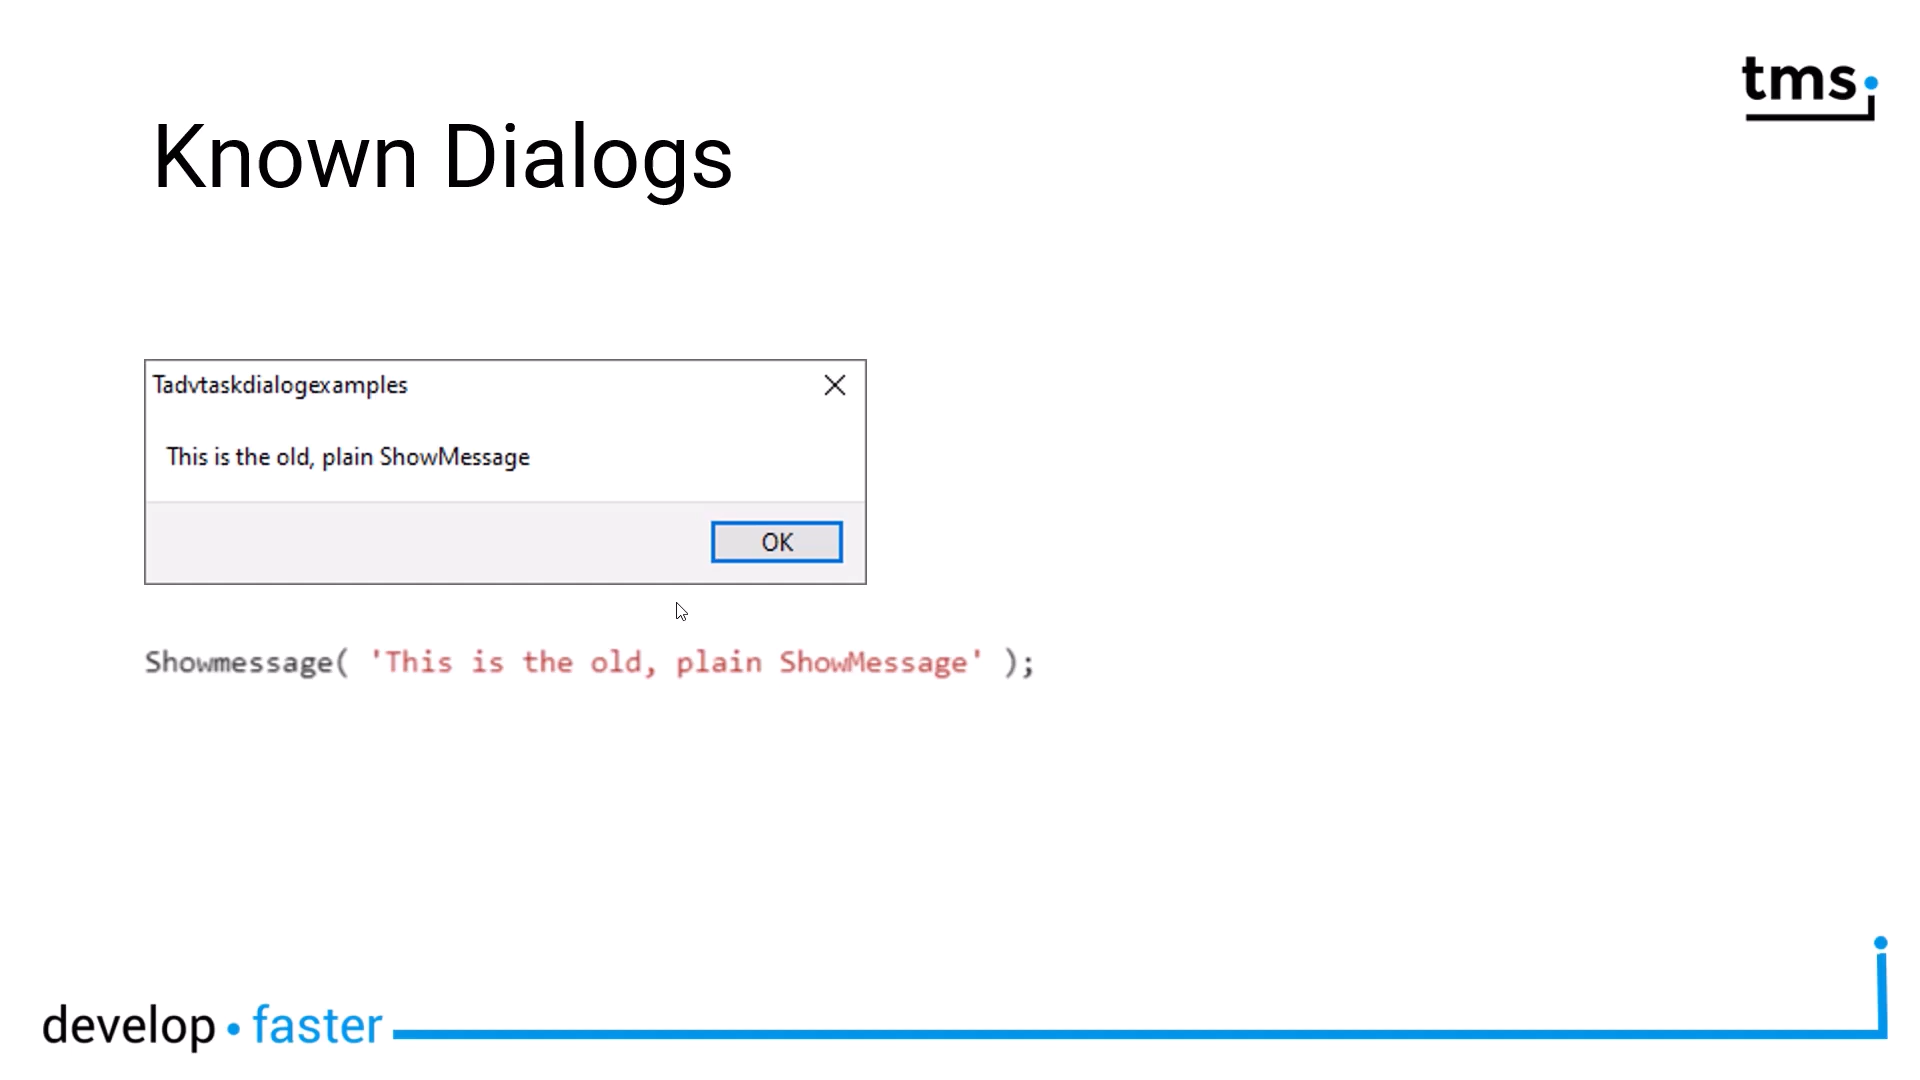 tms
Known Dialogs
Tadvtaskdialogexamples
This is the old, plain ShowMessage
OK
Showmessage( 'This is the old, plain ShowMessage' );
develop • faster